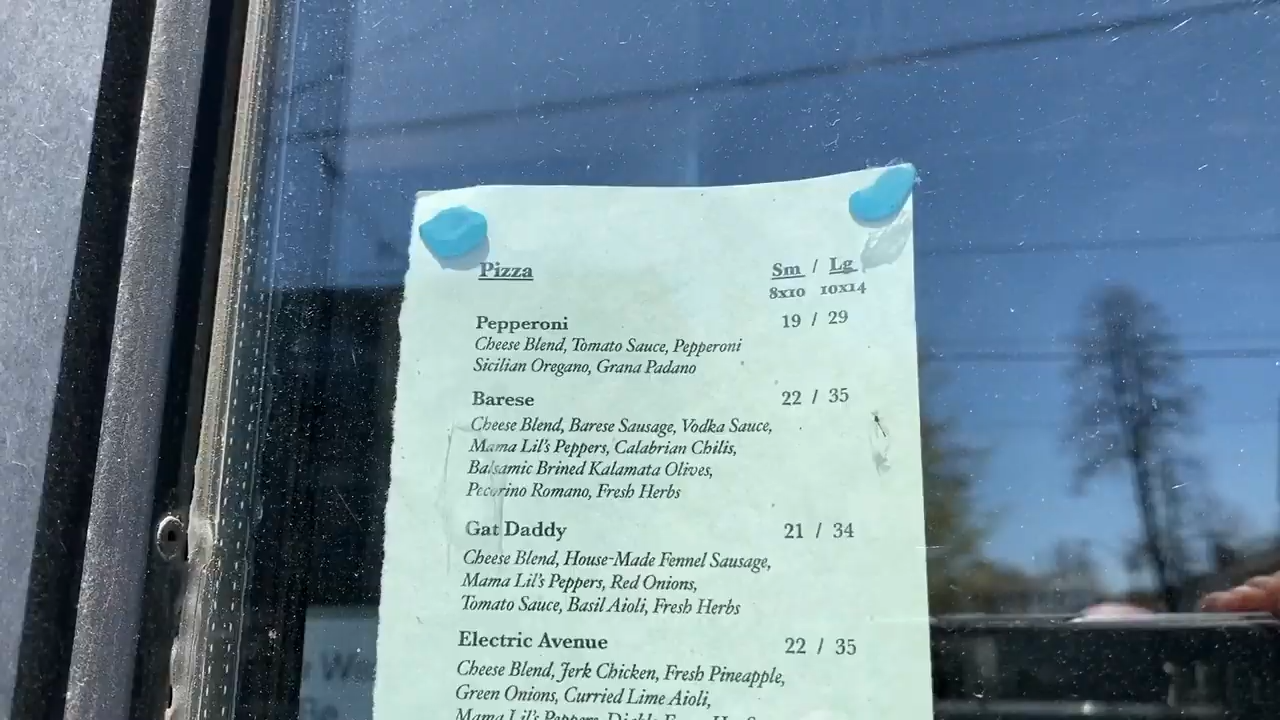 Pizza Sm / Lg
8x10 10x14
Pepperoni 19 / 29
Cheese Blend, Tomato Sauce, Pepperoni
Sicilian Oregano, Grana Padano
Barese 22 / 35
Cheese Blend, Barese Sausage, Vodka Sauce,
Mama Lil's Peppers, Calabrian Chilis,
Balsamic Brined Kalamata Olives,
Pecorino Romano, Fresh Herbs
Gat Daddy 21 / 34
Cheese Blend, House-Made Fennel Sausage,
Mama Lil's Peppers, Red Onions,
Tomato Sauce, Basil Aioli, Fresh Herbs
Electric Avenue 22 / 35
Cheese Blend, Jerk Chicken, Fresh Pineapple,
Green Onions, Curried Lime Aioli,
Mama Lil's Peppers,